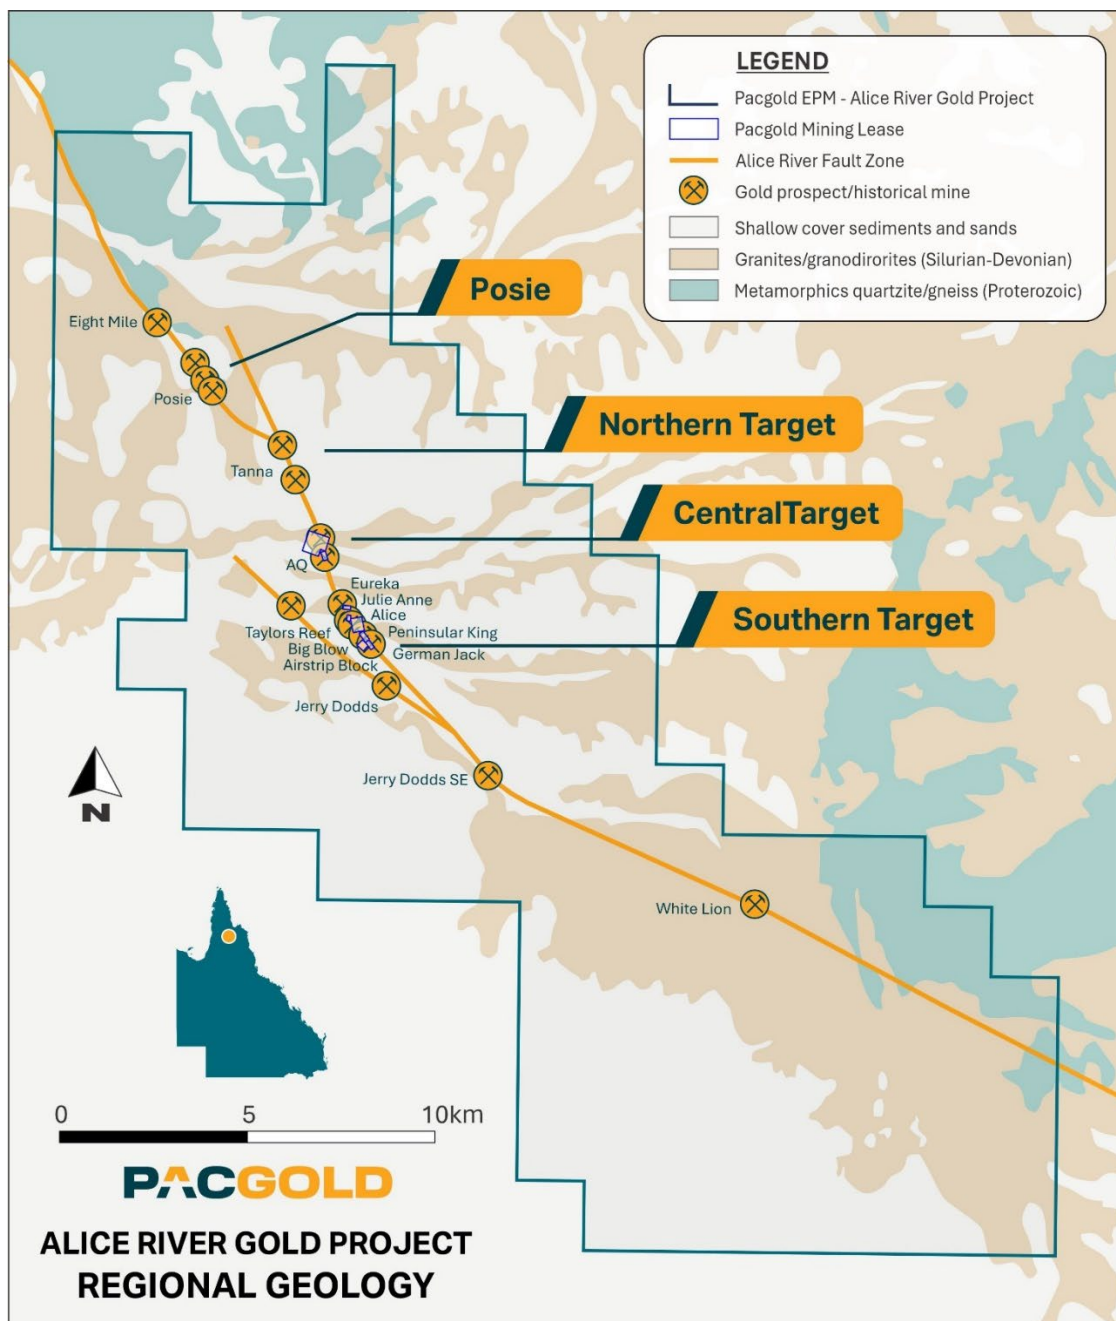 LEGEND
Pacgold EPM - Alice River Gold Project
Pacgold Mining Lease
Alice River Fault Zone
Gold prospect/historical mine
Shallow cover sediments and sands
Granites/granodirorites (Silurian-Devonian)
Metamorphics quartzite/gneiss (Proterozoic)
Posie
Eight Mile
Posie
Northern Target
Tanna
CentralTarget
AQ
Eureka
Julie Anne
Alice
Southern Target
Taylors Reef
Peninsular King
Big Blow
German Jack
Airstrip Block
Jerry Dodds
Jerry Dodds SE
N
White Lion
0 5 10km
PACGOLD
ALICE RIVER GOLD PROJECT
REGIONAL GEOLOGY